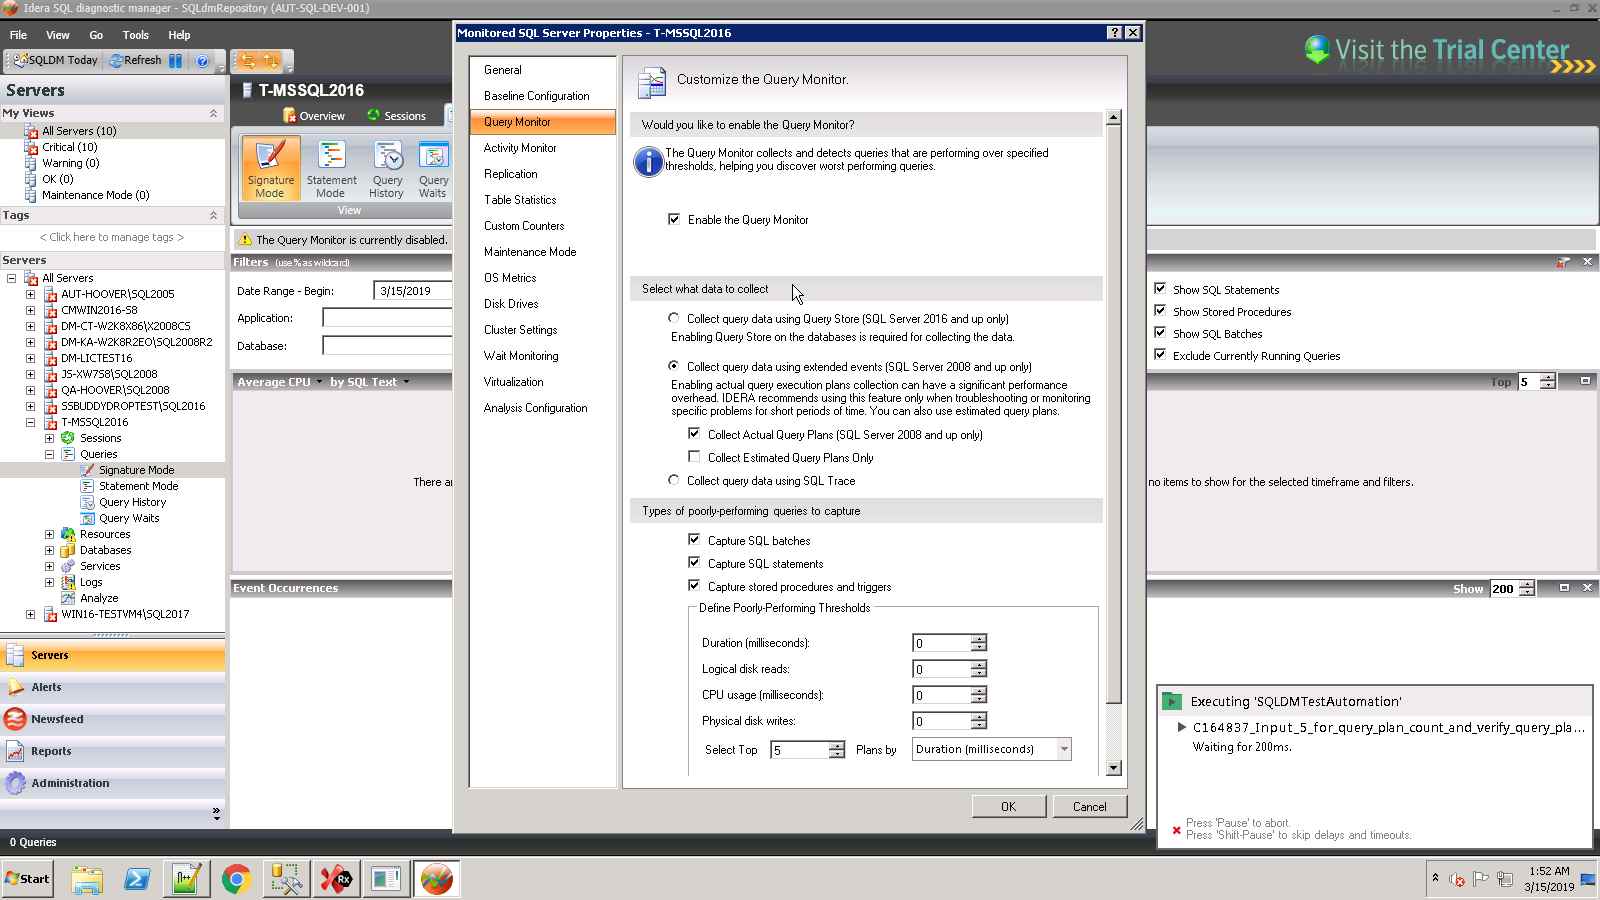 Idera SQL diagnostic manager - SQLdmRepository (AUT-SQL-DEV-001)
File View Go Tools Help
SQLDM Today Refresh
Visit the Trial Center
Servers
My Views
All Servers (10)
Critical (10)
Warning (0)
OK (0)
Maintenance Mode (0)
Tags
< Click here to manage tags >
Servers
All Servers
AUT-HOOVER\SQL2005
CMWIN2016-S8
DM-CT-W2K8X86\X2008CS
DM-KA-W2K8R2EO\SQL2008R2
DM-LICTEST16
JS-XW7S8\SQL2008
QA-HOOVER\SQL2008
SSBUDDYDROPTEST\SQL2016
T-MSSQL2016
Sessions
Queries
Signature Mode
Statement Mode
Query History
Query Waits
Resources
Databases
Services
Logs
Analyze
WIN16-TESTVM4\SQL2017
Servers
Alerts
Newsfeed
Reports
Administration
0 Queries
T-MSSQL2016
Overview Sessions
Signature Mode
Statement Mode
Query History
Query Waits
View
The Query Monitor is currently disabled.
Filters (use % as wildcard)
Date Range - Begin: 3/15/2019
Application:
Database:
Average CPU by SQL Text
There ar
Event Occurrences
Monitored SQL Server Properties - T-MSSQL2016
General
Baseline Configuration
Query Monitor
Activity Monitor
Replication
Table Statistics
Custom Counters
Maintenance Mode
OS Metrics
Disk Drives
Cluster Settings
Wait Monitoring
Virtualization
Analysis Configuration
Customize the Query Monitor.
Would you like to enable the Query Monitor?
The Query Monitor collects and detects queries that are performing over specified
thresholds, helping you discover worst performing queries.
Enable the Query Monitor
Select what data to collect
Collect query data using Query Store (SQL Server 2016 and up only)
Enabling Query Store on the databases is required for collecting the data.
Collect query data using extended events (SQL Server 2008 and up only)
Enabling actual query execution plans collection can have a significant performance
overhead. IDERA recommends using this feature only when troubleshooting or monitoring
specific problems for short periods of time. You can also use estimated query plans.
Collect Actual Query Plans (SQL Server 2008 and up only)
Collect Estimated Query Plans Only
Collect query data using SQL Trace
Types of poorly-performing queries to capture
Capture SQL batches
Capture SQL statements
Capture stored procedures and triggers
Define Poorly-Performing Thresholds
Duration (milliseconds): 0
Logical disk reads: 0
CPU usage (milliseconds): 0
Physical disk writes: 0
Select Top 5 Plans by Duration (milliseconds)
OK Cancel
Show SQL Statements
Show Stored Procedures
Show SQL Batches
Exclude Currently Running Queries
Top 5
no items to show for the selected timeframe and filters.
Show 200
Executing 'SQLDMTestAutomation'
C164837_Input_5_for_query_plan_count_and_verify_query_pla...
Waiting for 200ms.
Press 'Pause' to abort.
Press 'Shift-Pause' to skip delays and timeouts.
Start
1:52 AM
3/15/2019